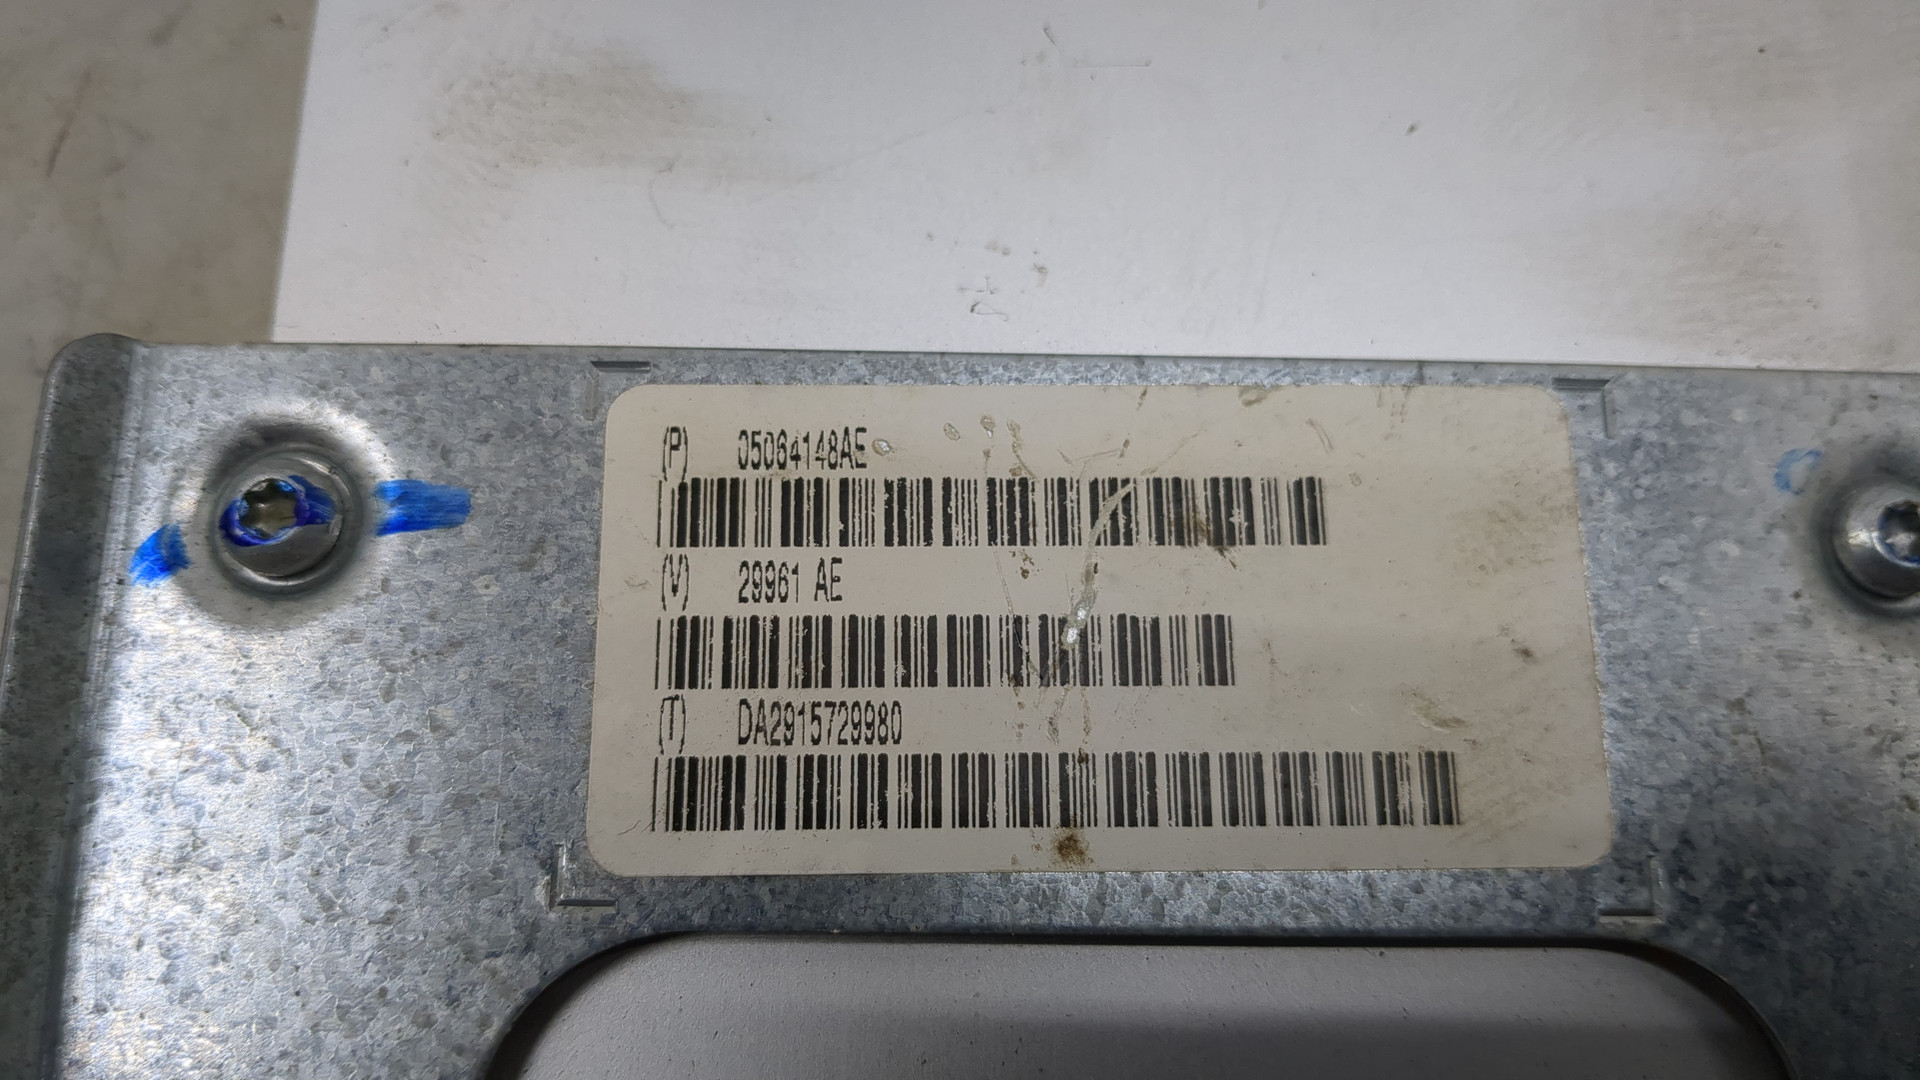 (P) 05064148AE
(V) 29961 AE
(T) DA2915729980